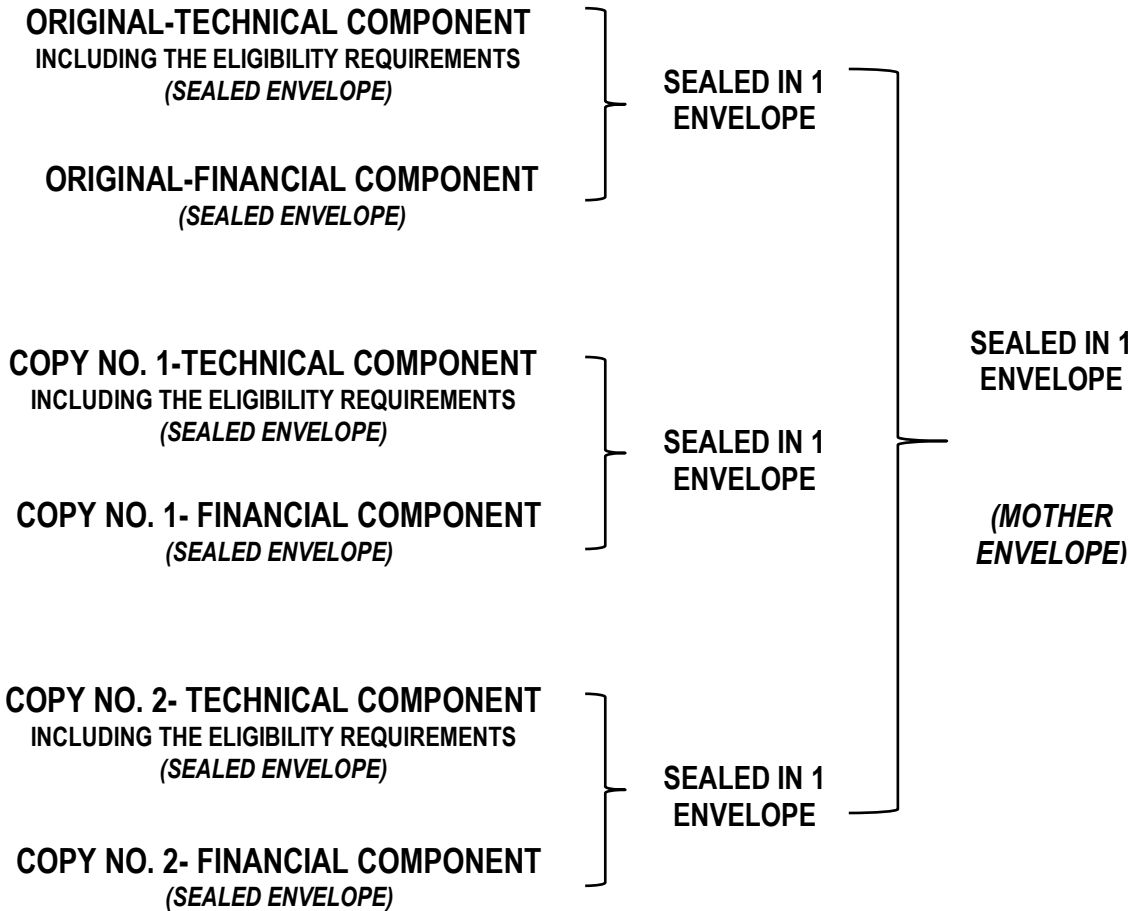 ORIGINAL-TECHNICAL COMPONENT
INCLUDING THE ELIGIBILITY REQUIREMENTS
(SEALED ENVELOPE)
ORIGINAL-FINANCIAL COMPONENT
(SEALED ENVELOPE)
SEALED IN 1
ENVELOPE
COPY NO. 1-TECHNICAL COMPONENT
INCLUDING THE ELIGIBILITY REQUIREMENTS
(SEALED ENVELOPE)
COPY NO. 1- FINANCIAL COMPONENT
(SEALED ENVELOPE)
SEALED IN 1
ENVELOPE
COPY NO. 2- TECHNICAL COMPONENT
INCLUDING THE ELIGIBILITY REQUIREMENTS
(SEALED ENVELOPE)
COPY NO. 2- FINANCIAL COMPONENT
(SEALED ENVELOPE)
SEALED IN 1
ENVELOPE
SEALED IN 1
ENVELOPE
(MOTHER
ENVELOPE)